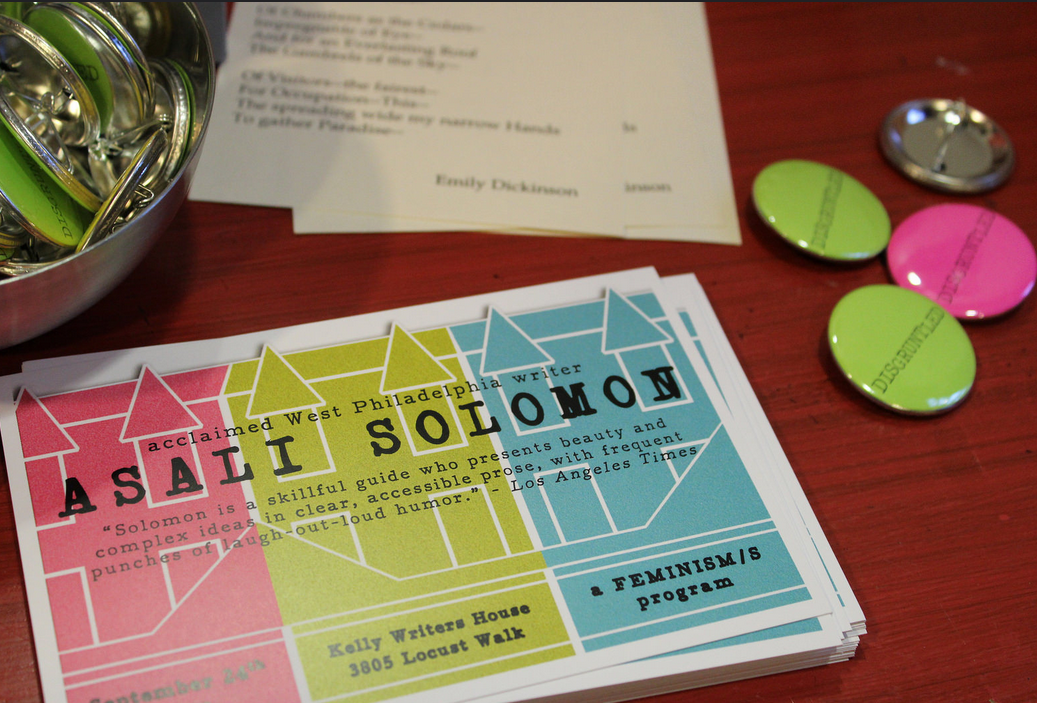 Of Chambers as the Cedars--
Impregnable of Eye--
And for an Everlasting Roof
The Gambrels of the Sky--
Of Visitors--the fairest--
For Occupation--This--
The spreading wide my narrow Hands
To gather Paradise--
Emily Dickinson
inson
DISGRUNTLED
DISGRUNTLED
DISGRUNTLED
acclaimed West Philadelphia writer
ASALI SOLOMON
“Solomon is a skillful guide who presents beauty and
complex ideas in clear, accessible prose, with frequent
punches of laugh-out-loud humor.” - Los Angeles Times
a FEMINISM/S
program
Kelly Writers House
3805 Locust Walk
September 24th